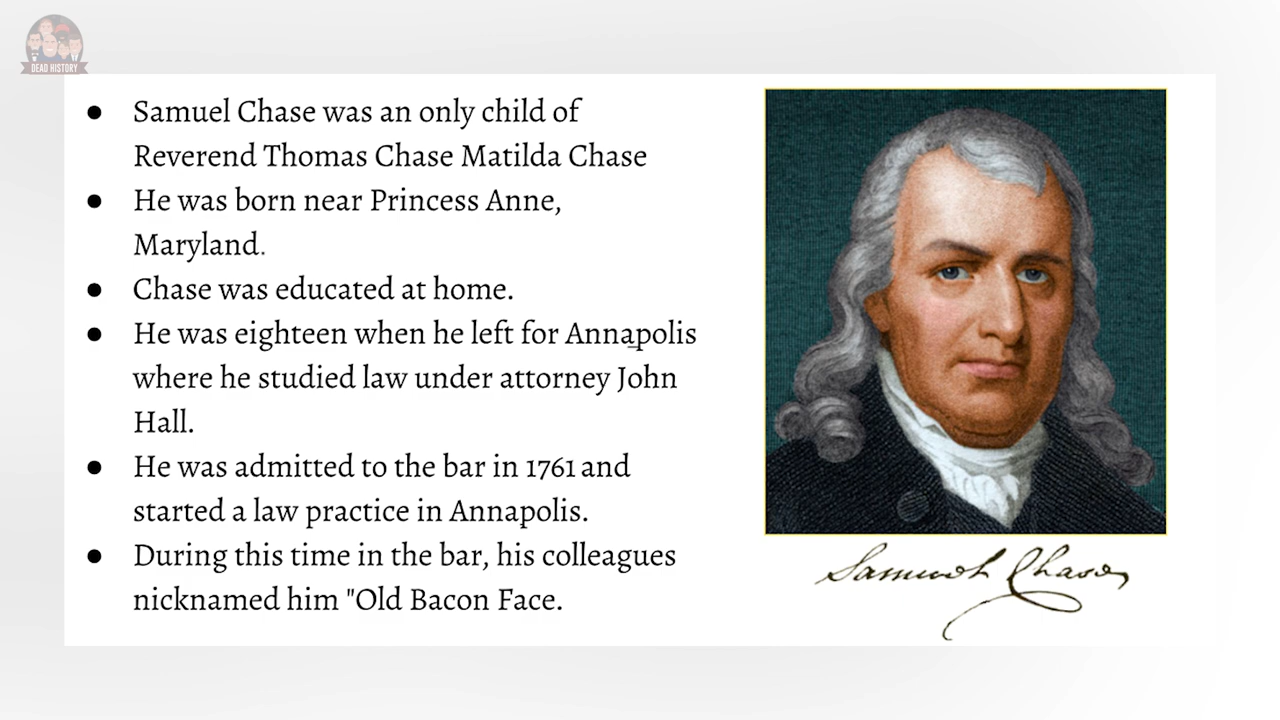 DEAD HISTORY
● Samuel Chase was an only child of
Reverend Thomas Chase Matilda Chase
● He was born near Princess Anne,
Maryland.
● Chase was educated at home.
● He was eighteen when he left for Annapolis
where he studied law under attorney John
Hall.
● He was admitted to the bar in 1761 and
started a law practice in Annapolis.
● During this time in the bar, his colleagues
nicknamed him "Old Bacon Face.
Samuel Chase